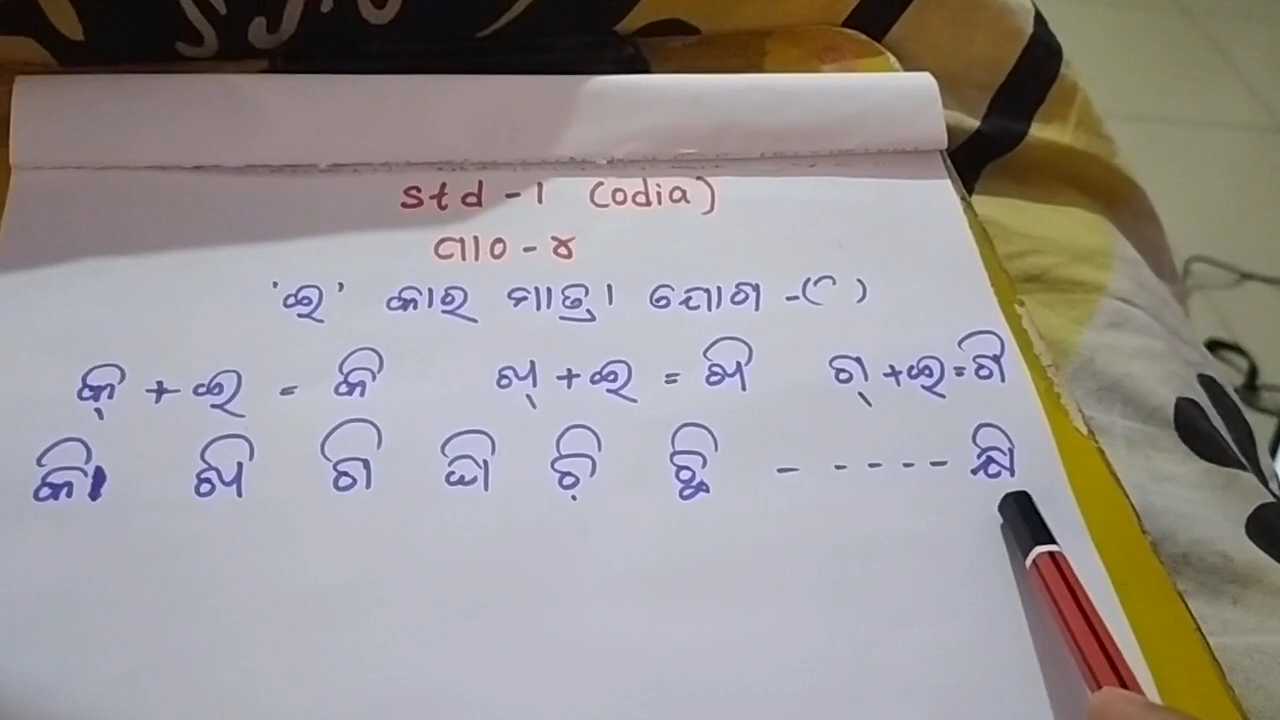 std - 1 (odia)
ପାଠ - ୪
'ଇ' କାର ମାତ୍ରା ଯୋଗ - ( ି )
କ୍ + ଇ = କି ଖ୍ + ଇ = ଖି ଗ୍ + ଇ = ଗି
କି ଖି ଗି ଘି ଚି ଛି - - - - - - କ୍ଷି